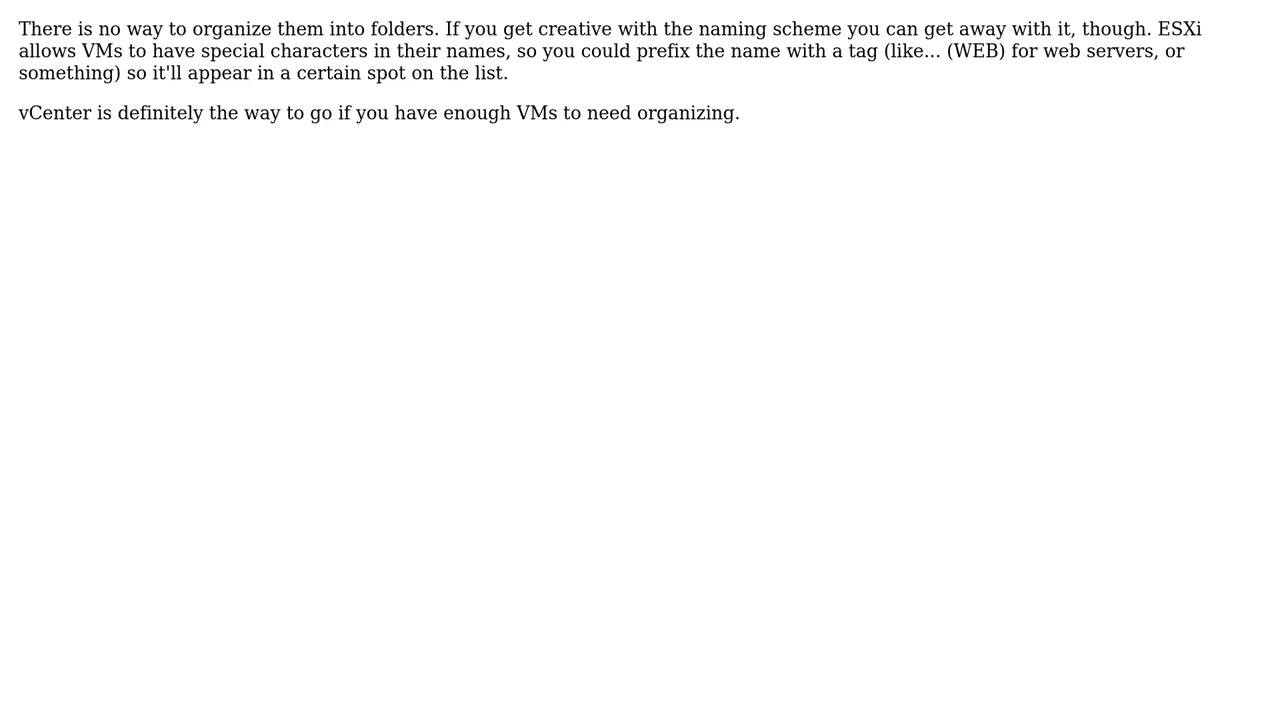 There is no way to organize them into folders. If you get creative with the naming scheme you can get away with it, though. ESXi
allows VMs to have special characters in their names, so you could prefix the name with a tag (like... (WEB) for web servers, or
something) so it'll appear in a certain spot on the list.
vCenter is definitely the way to go if you have enough VMs to need organizing.